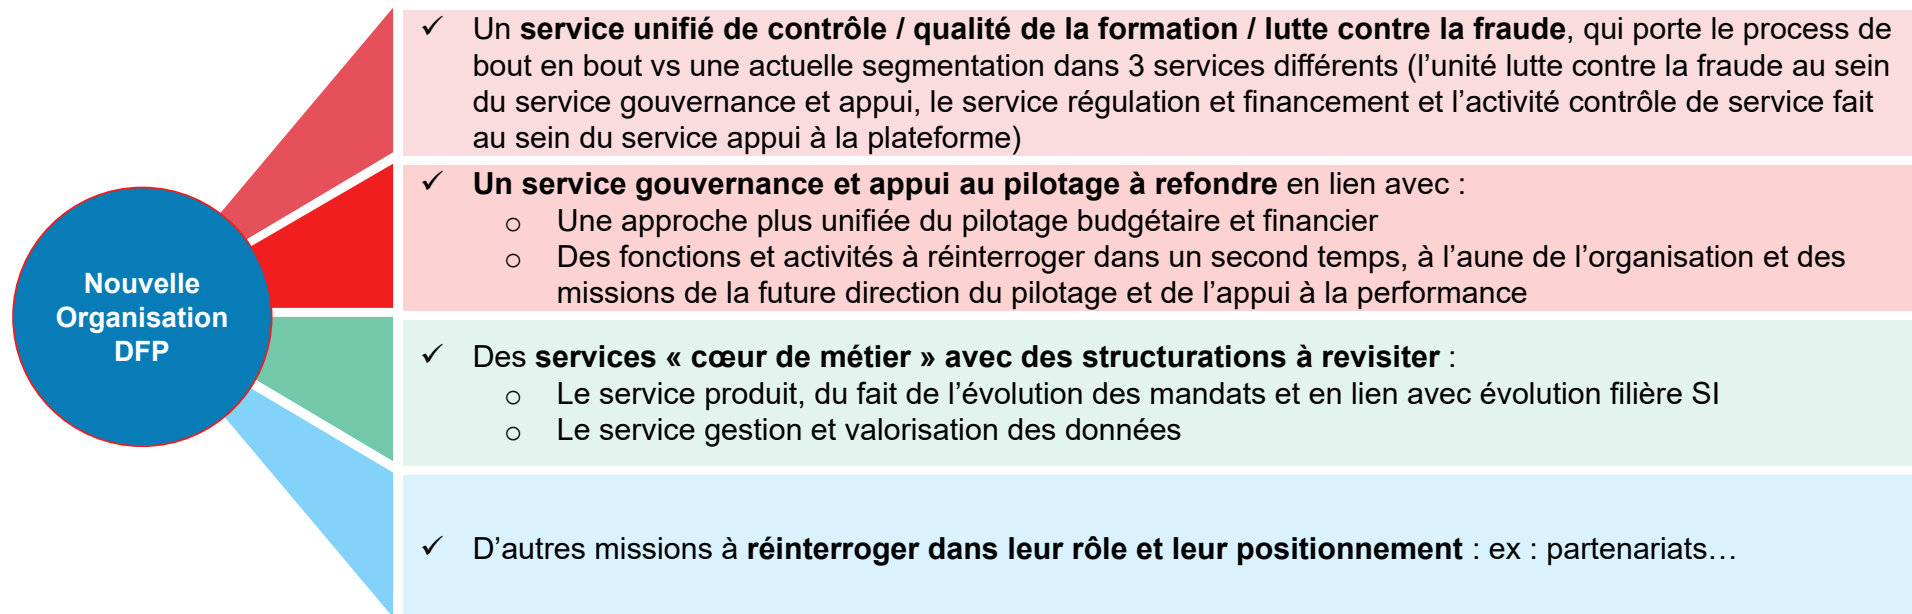 Nouvelle
Organisation
DFP
✓ Un service unifié de contrôle / qualité de la formation / lutte contre la fraude, qui porte le process de
bout en bout vs une actuelle segmentation dans 3 services différents (l’unité lutte contre la fraude au sein
du service gouvernance et appui, le service régulation et financement et l’activité contrôle de service fait
au sein du service appui à la plateforme)
✓ Un service gouvernance et appui au pilotage à refondre en lien avec :
o Une approche plus unifiée du pilotage budgétaire et financier
o Des fonctions et activités à réinterroger dans un second temps, à l’aune de l’organisation et des
missions de la future direction du pilotage et de l’appui à la performance
✓ Des services « cœur de métier » avec des structurations à revisiter :
o Le service produit, du fait de l’évolution des mandats et en lien avec évolution filière SI
o Le service gestion et valorisation des données
✓ D’autres missions à réinterroger dans leur rôle et leur positionnement : ex : partenariats…